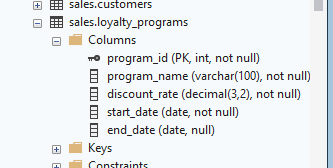 sales.customers
sales.loyalty_programs
Columns
program_id (PK, int, not null)
program_name (varchar(100), not null)
discount_rate (decimal(3,2), not null)
start_date (date, not null)
end_date (date, null)
Keys
Constraints